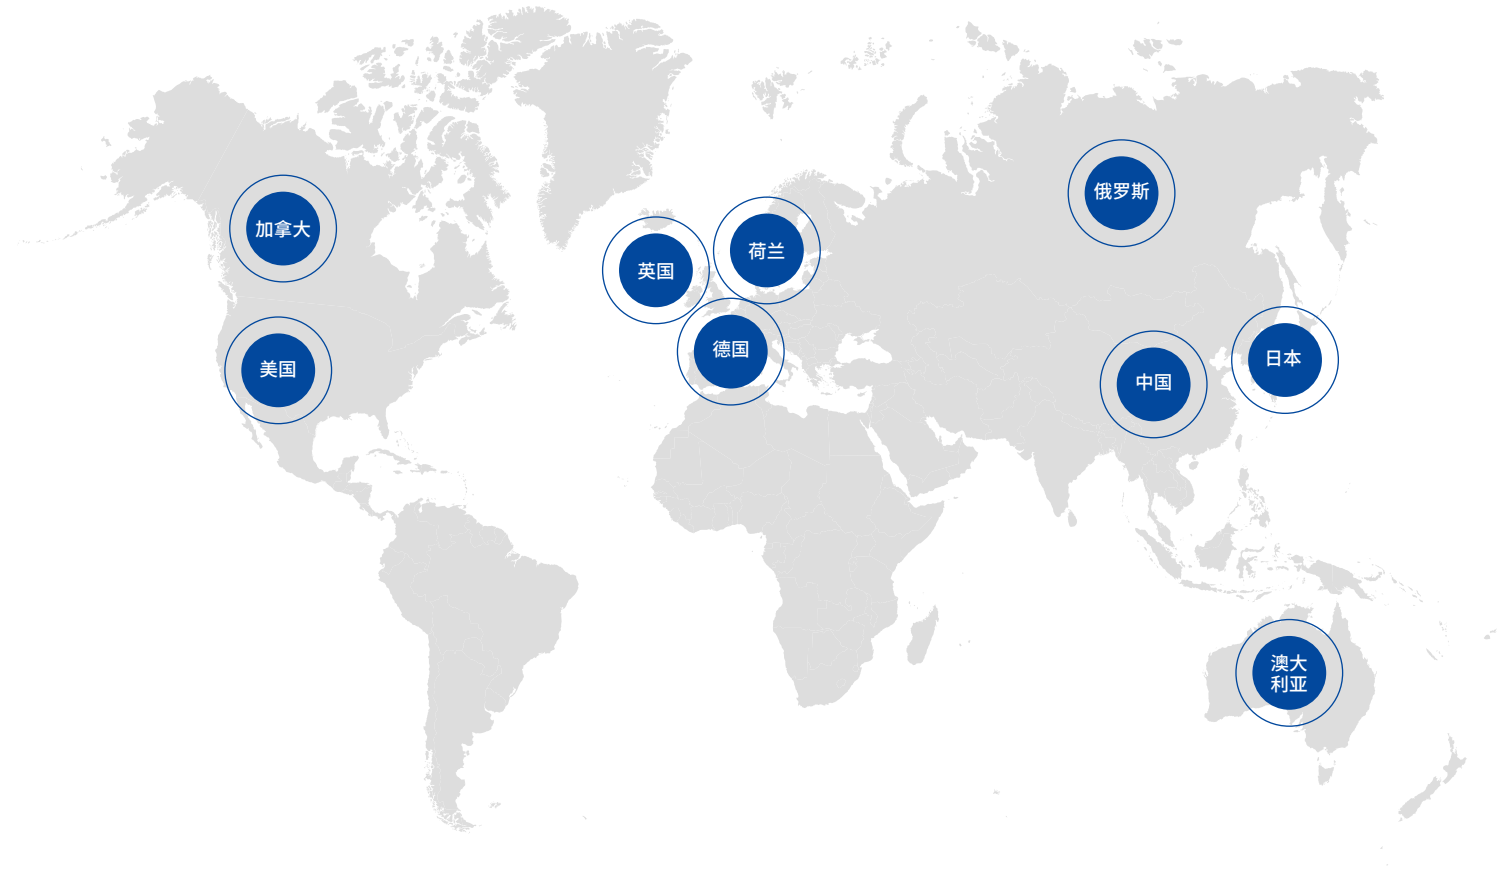 俄罗斯
加拿大
荷兰
英国
德国
日本
美国
中国
澳大
利亚